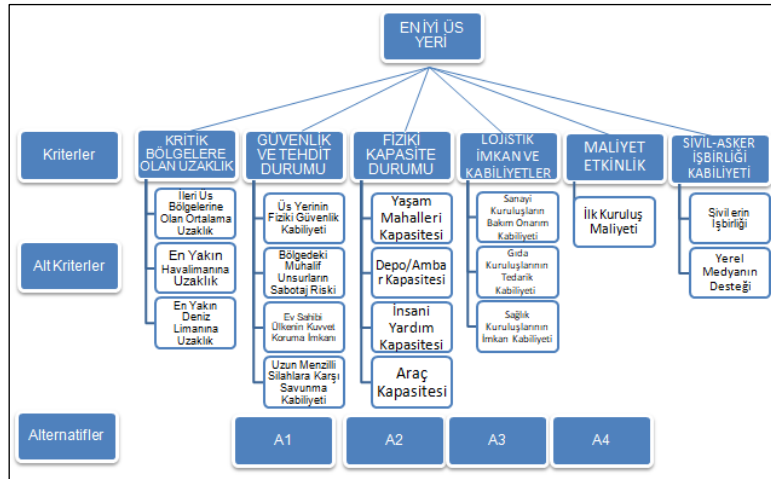 EN İYİ ÜS
YERİ
Kriterler
KRİTİK
BÖLGELERE
OLAN UZAKLIK
GÜVENLİK
VE TEHDİT
DURUMU
FİZİKİ
KAPASİTE
DURUMU
LOJİSTİK
İMKAN VE
KABİLİYETLER
MALİYET
ETKİNLİK
SİVİL-ASKER
İŞBİRLİĞİ
KABİLİYETİ
Alt Kriterler
İleri Üs
Bölgelerine
Olan Ortalama
Uzaklık
En Yakın
Havalimanına
Uzaklık
En Yakın
Deniz
Limanına
Uzaklık
Üs Yerinin
Fiziki Güvenlik
Kabiliyeti
Bölgedeki
Muhalif
Unsurların
Sabotaj Riski
Ev Sahibi
Ülkenin Kuvvet
Koruma İmkanı
Uzun Menzilli
Silahlara Karşı
Savunma
Kabiliyeti
Yaşam
Mahalleri
Kapasitesi
Depo/Amba
r Kapasitesi
İnsani
Yardım
Kapasitesi
Araç
Kapasitesi
Sanayi
Kuruluşların
Bakım Onarım
Kabiliyeti
Gıda
Kuruluşlarının
Tedarik
Kabiliyeti
Sağlık
Kuruluşlarının
İmkan Kabiliyeti
İlk Kuruluş
Maliyeti
Sivillerin
İşbirliği
Yerel
Medyanın
Desteği
Alternatifler
A1
A2
A3
A4